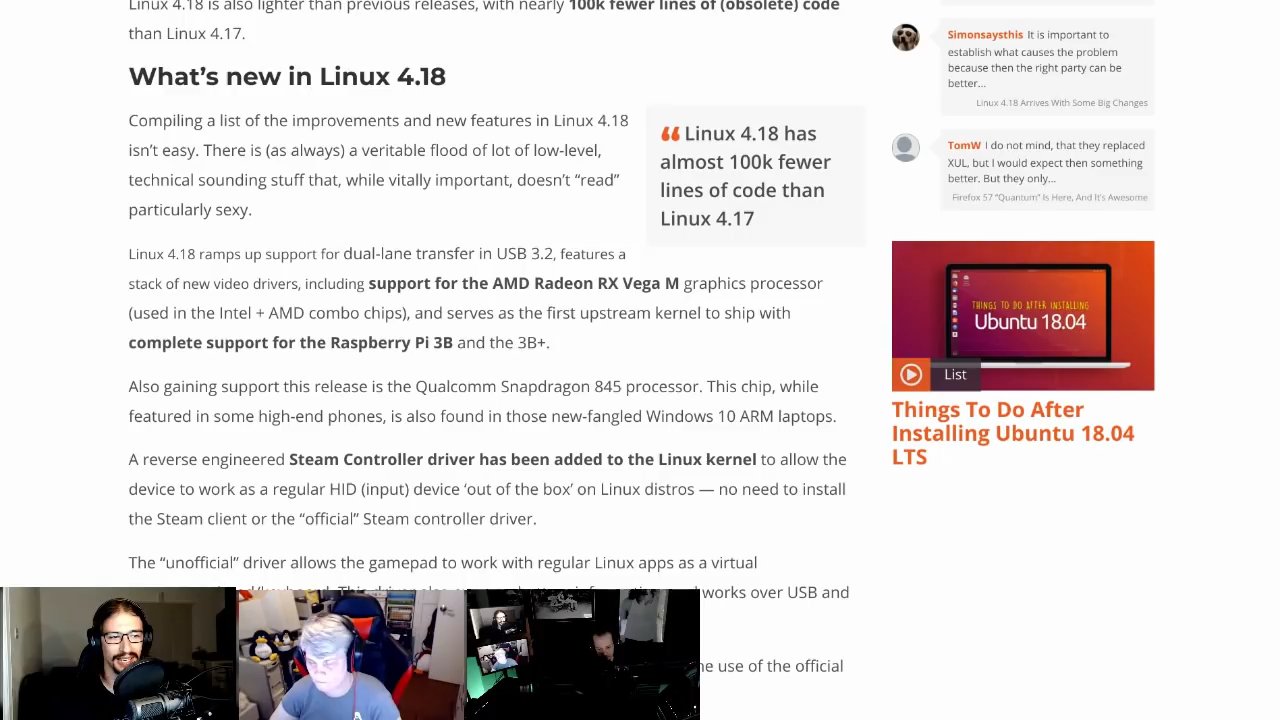 Linux 4.18 is also lighter than previous releases, with nearly 100k fewer lines of (obsolete) code
than Linux 4.17.
What’s new in Linux 4.18
Compiling a list of the improvements and new features in Linux 4.18
isn’t easy. There is (as always) a veritable flood of lot of low-level,
technical sounding stuff that, while vitally important, doesn’t “read”
particularly sexy.
“ Linux 4.18 has
almost 100k fewer
lines of code than
Linux 4.17
Linux 4.18 ramps up support for dual-lane transfer in USB 3.2, features a
stack of new video drivers, including support for the AMD Radeon RX Vega M graphics processor
(used in the Intel + AMD combo chips), and serves as the first upstream kernel to ship with
complete support for the Raspberry Pi 3B and the 3B+.
Also gaining support this release is the Qualcomm Snapdragon 845 processor. This chip, while
featured in some high-end phones, is also found in those new-fangled Windows 10 ARM laptops.
A reverse engineered Steam Controller driver has been added to the Linux kernel to allow the
device to work as a regular HID (input) device ‘out of the box’ on Linux distros — no need to install
the Steam client or the “official” Steam controller driver.
The “unofficial” driver allows the gamepad to work with regular Linux apps as a virtual
works over USB and
use of the official
Simonsaysthis It is important to
establish what causes the problem
because then the right party can be
better...
Linux 4.18 Arrives With Some Big Changes
TomW I do not mind, that they replaced
XUL, but I would expect then something
better. But they only...
Firefox 57 "Quantum" Is Here, And It's Awesome
THINGS TO DO AFTER INSTALLING
Ubuntu 18.04
List
Things To Do After
Installing Ubuntu 18.04
LTS